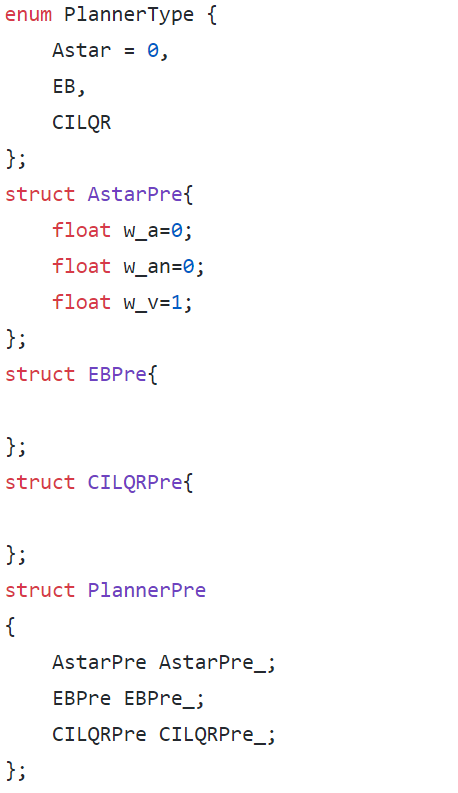 enum PlannerType {
    Astar = 0,
    EB,
    CILQR
};
struct AstarPre{
    float w_a=0;
    float w_an=0;
    float w_v=1;
};
struct EBPre{

};
struct CILQRPre{

};
struct PlannerPre
{
    AstarPre AstarPre_;
    EBPre EBPre_;
    CILQRPre CILQRPre_;
};